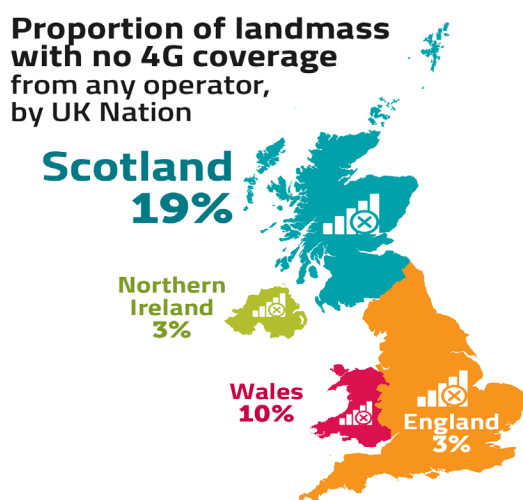 Proportion of landmass
with no 4G coverage
from any operator,
by UK Nation
Scotland
19%
Northern
Ireland
3%
Wales
10%
England
3%